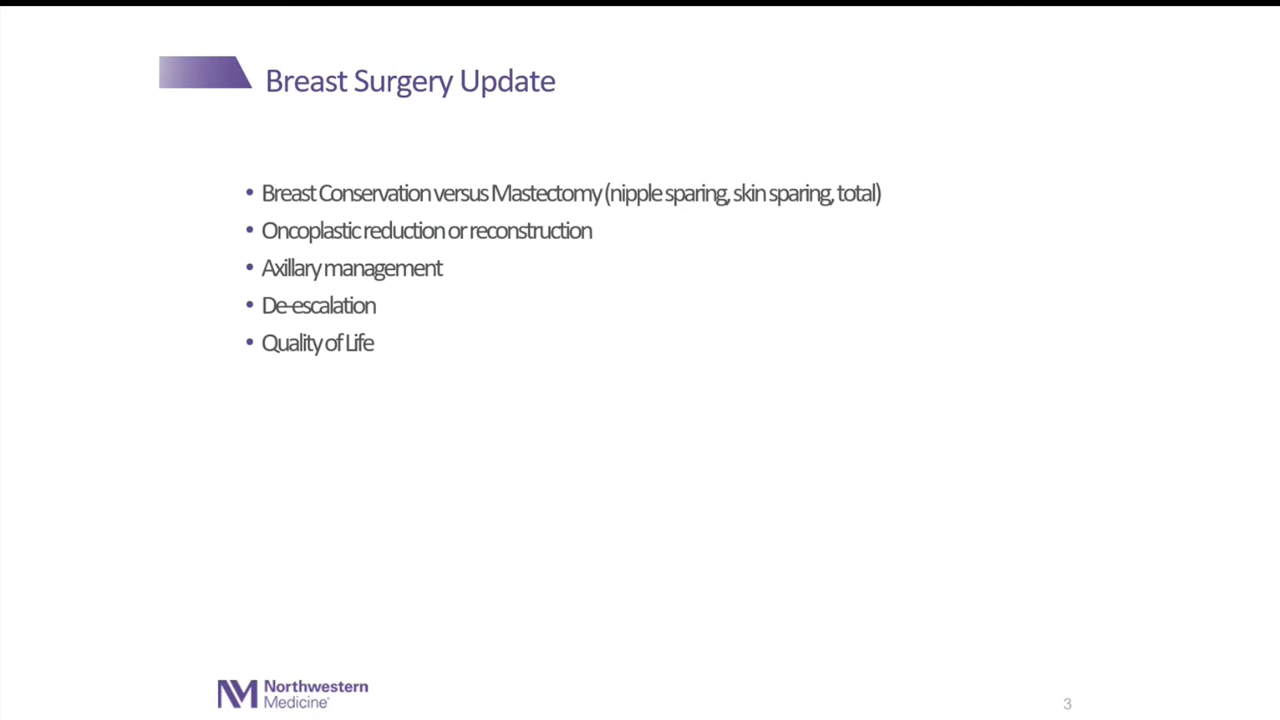 Breast Surgery Update
• Breast Conservation versus Mastectomy (nipple sparing, skin sparing, total)
• Oncoplastic reduction or reconstruction
• Axillary management
• De-escalation
• Quality of Life
NM Northwestern
Medicine®
3